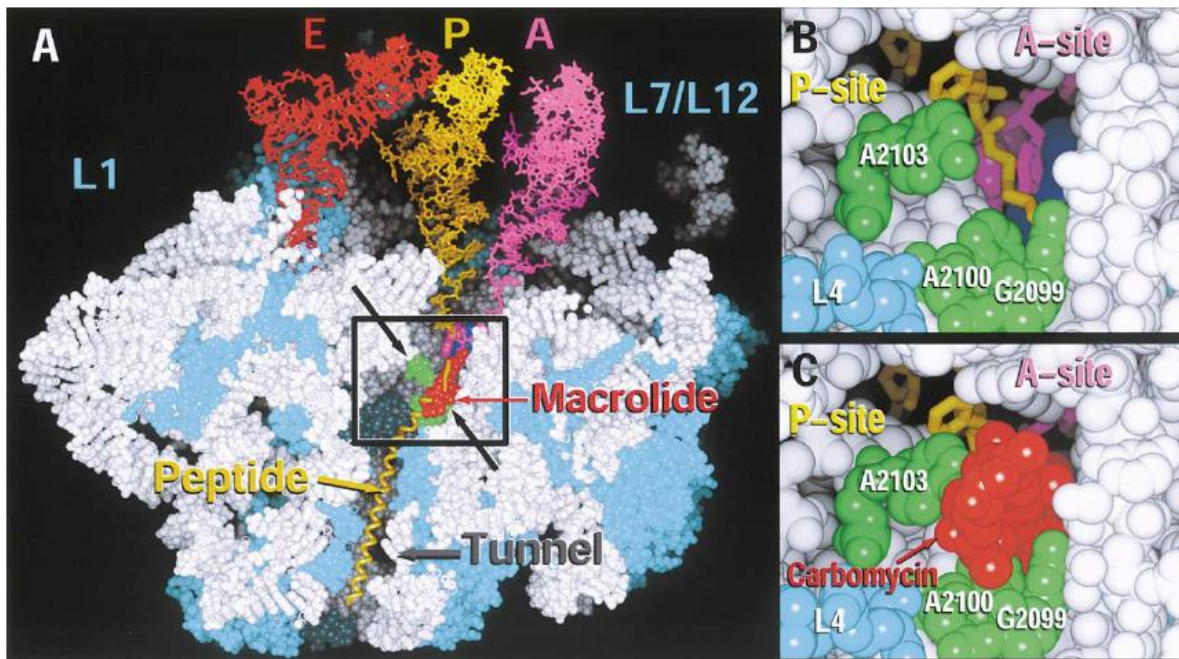 A
E
P
A
L7/L12
L1
Macrolide
Peptide
Tunnel
B
A-site
P-site
A2103
A2100
G2099
L4
C
A-site
P-site
A2103
Carbomycin
A2100
G2099
L4